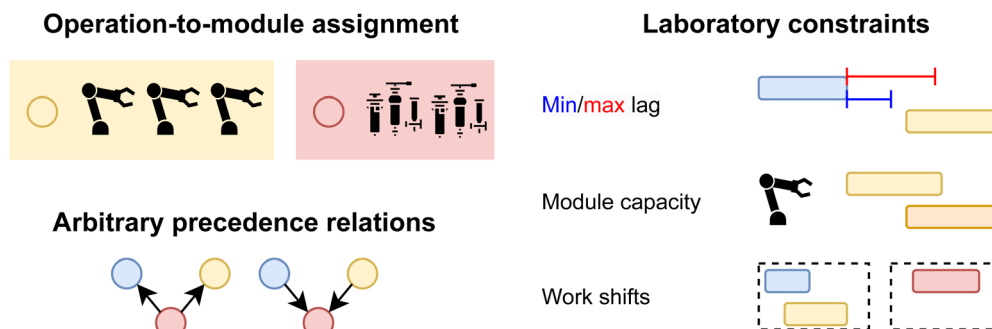 Operation-to-module assignment
Arbitrary precedence relations
Laboratory constraints
Min/max lag
Module capacity
Work shifts